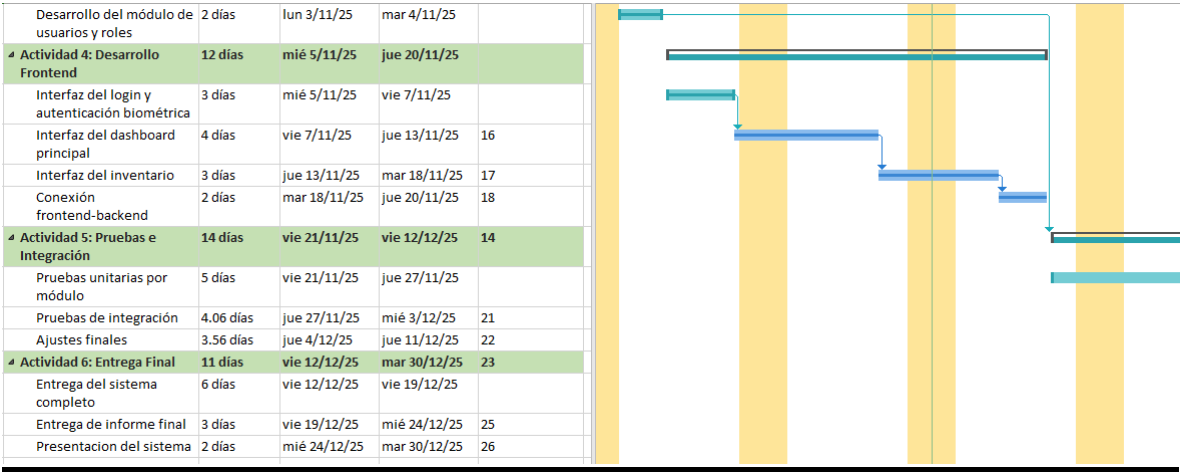 Desarrollo del módulo de 2 días lun 3/11/25 mar 4/11/25
usuarios y roles
Actividad 4: Desarrollo 12 días mié 5/11/25 jue 20/11/25
Frontend
Interfaz del login y 3 días mié 5/11/25 vie 7/11/25
autenticación biométrica
Interfaz del dashboard 4 días vie 7/11/25 jue 13/11/25 16
principal
Interfaz del inventario 3 días jue 13/11/25 mar 18/11/25 17
Conexión 2 días mar 18/11/25 jue 20/11/25 18
frontend-backend
Actividad 5: Pruebas e 14 días vie 21/11/25 vie 12/12/25 14
Integración
Pruebas unitarias por 5 días vie 21/11/25 jue 27/11/25
módulo
Pruebas de integración 4.06 días jue 27/11/25 mié 3/12/25 21
Ajustes finales 3.56 días jue 4/12/25 jue 11/12/25 22
Actividad 6: Entrega Final 11 días vie 12/12/25 mar 30/12/25 23
Entrega del sistema 6 días vie 12/12/25 vie 19/12/25
completo
Entrega de informe final 3 días vie 19/12/25 mié 24/12/25 25
Presentacion del sistema 2 días mié 24/12/25 mar 30/12/25 26